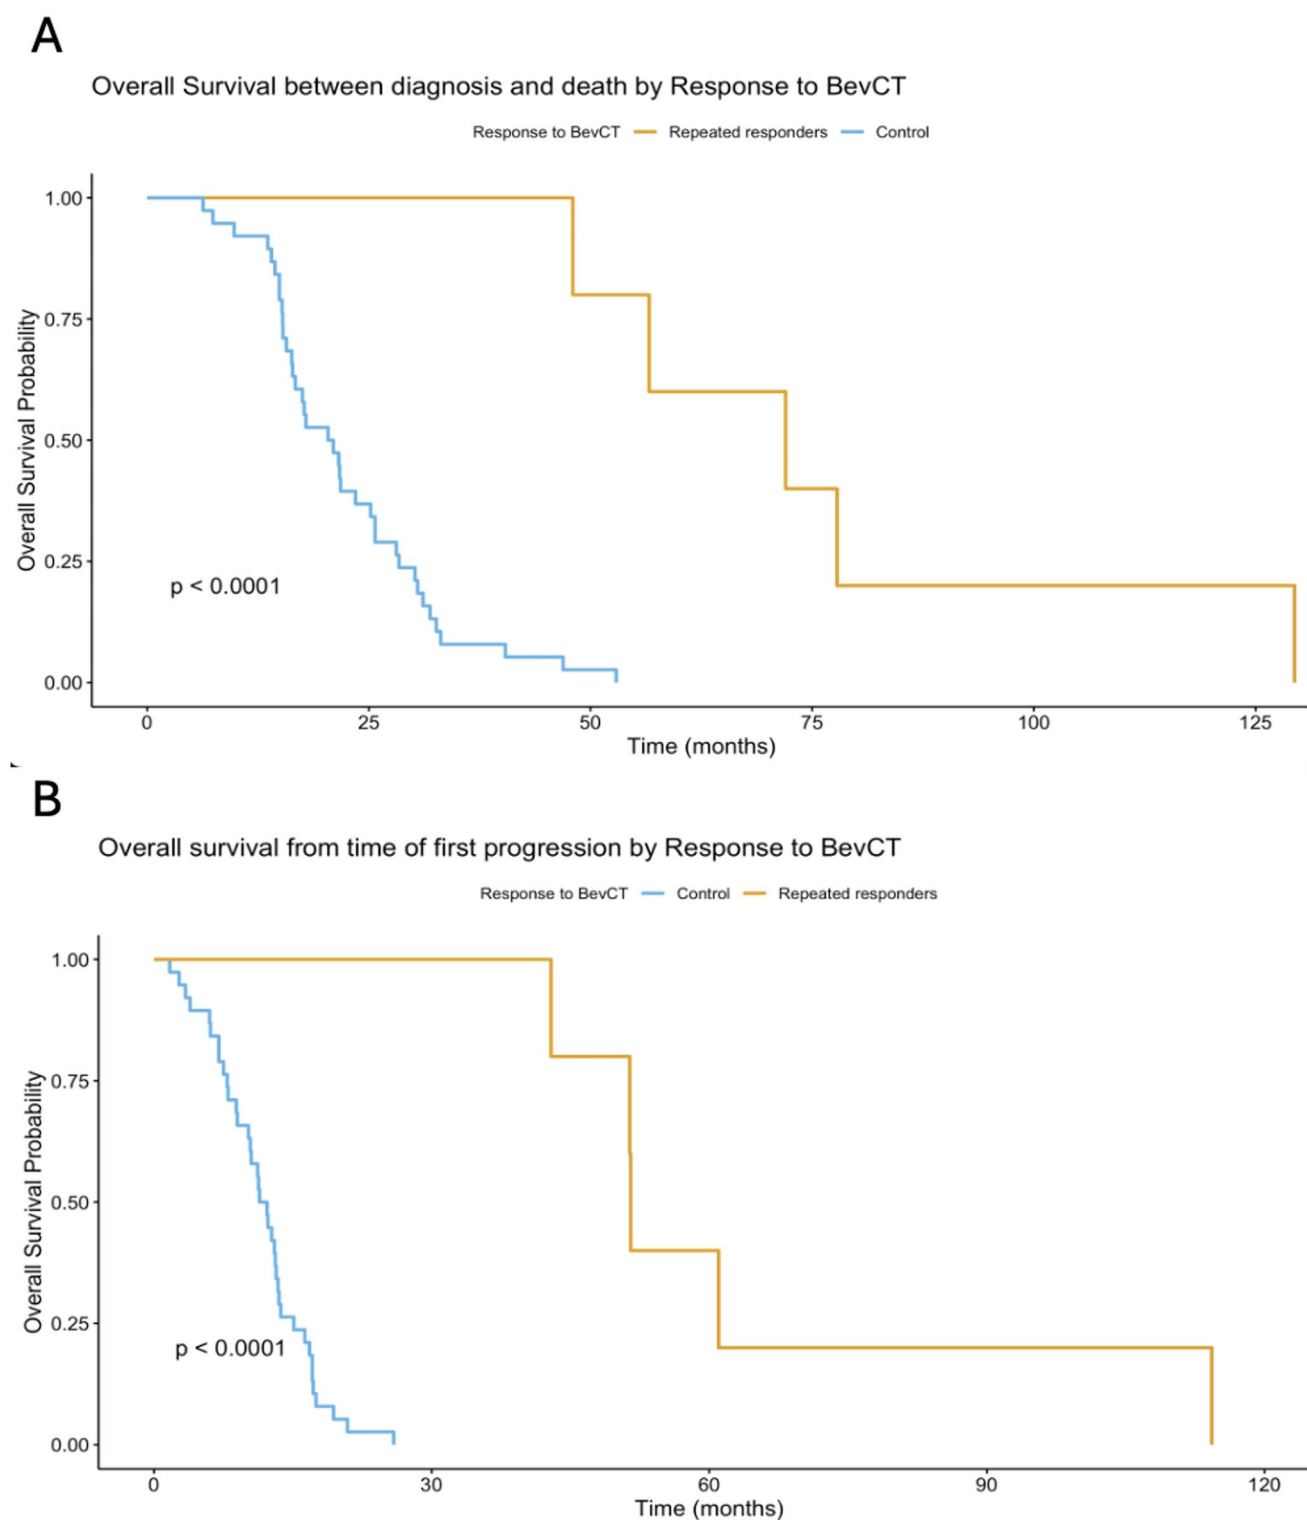 A
Overall Survival between diagnosis and death by Response to BevCT
Response to BevCT Repeated responders Control
1.00
0.75
0.50
0.25
0.00
Overall Survival Probability
p < 0.0001
0 25 50 75 100 125
Time (months)
B
Overall survival from time of first progression by Response to BevCT
Response to BevCT Control Repeated responders
1.00
0.75
0.50
0.25
0.00
Overall Survival Probability
p < 0.0001
0 30 60 90 120
Time (months)